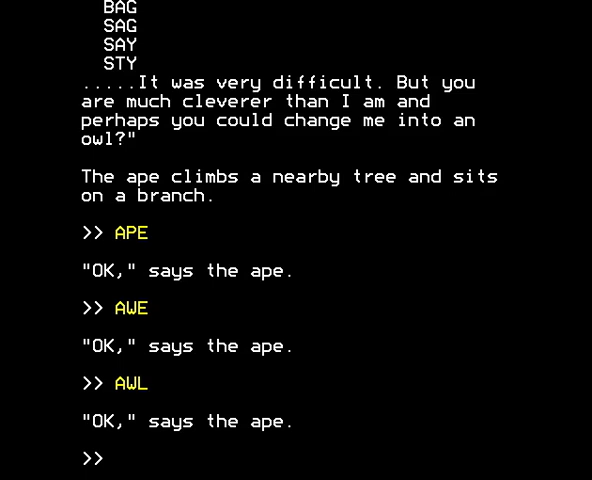 BAG
SAG
SAY
STY
.....It was very difficult. But you
are much cleverer than I am and
perhaps you could change me into an
owl?"
The ape climbs a nearby tree and sits
on a branch.
>> APE
"OK," says the ape.
>> AWE
"OK," says the ape.
>> AWL
"OK," says the ape.
>>